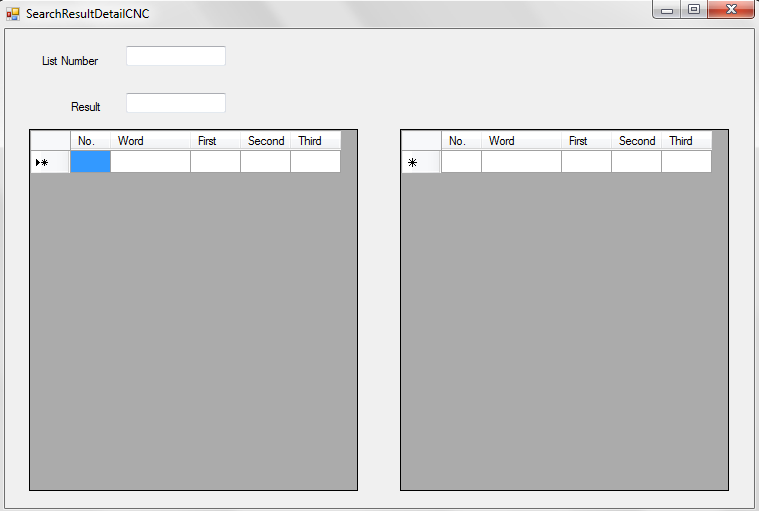 SearchResultDetailCNC
List Number
Result
No. Word First Second Third
No. Word First Second Third